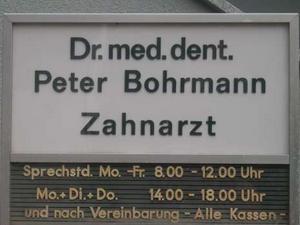 Dr. med. dent.
Peter Bohrmann
Zahnarzt
Sprechstd. Mo. -Fr. 8.00 - 12.00 Uhr
Mo.+Di.+Do. 14.00 - 18.00 Uhr
und nach Vereinbarung - Alle Kassen -